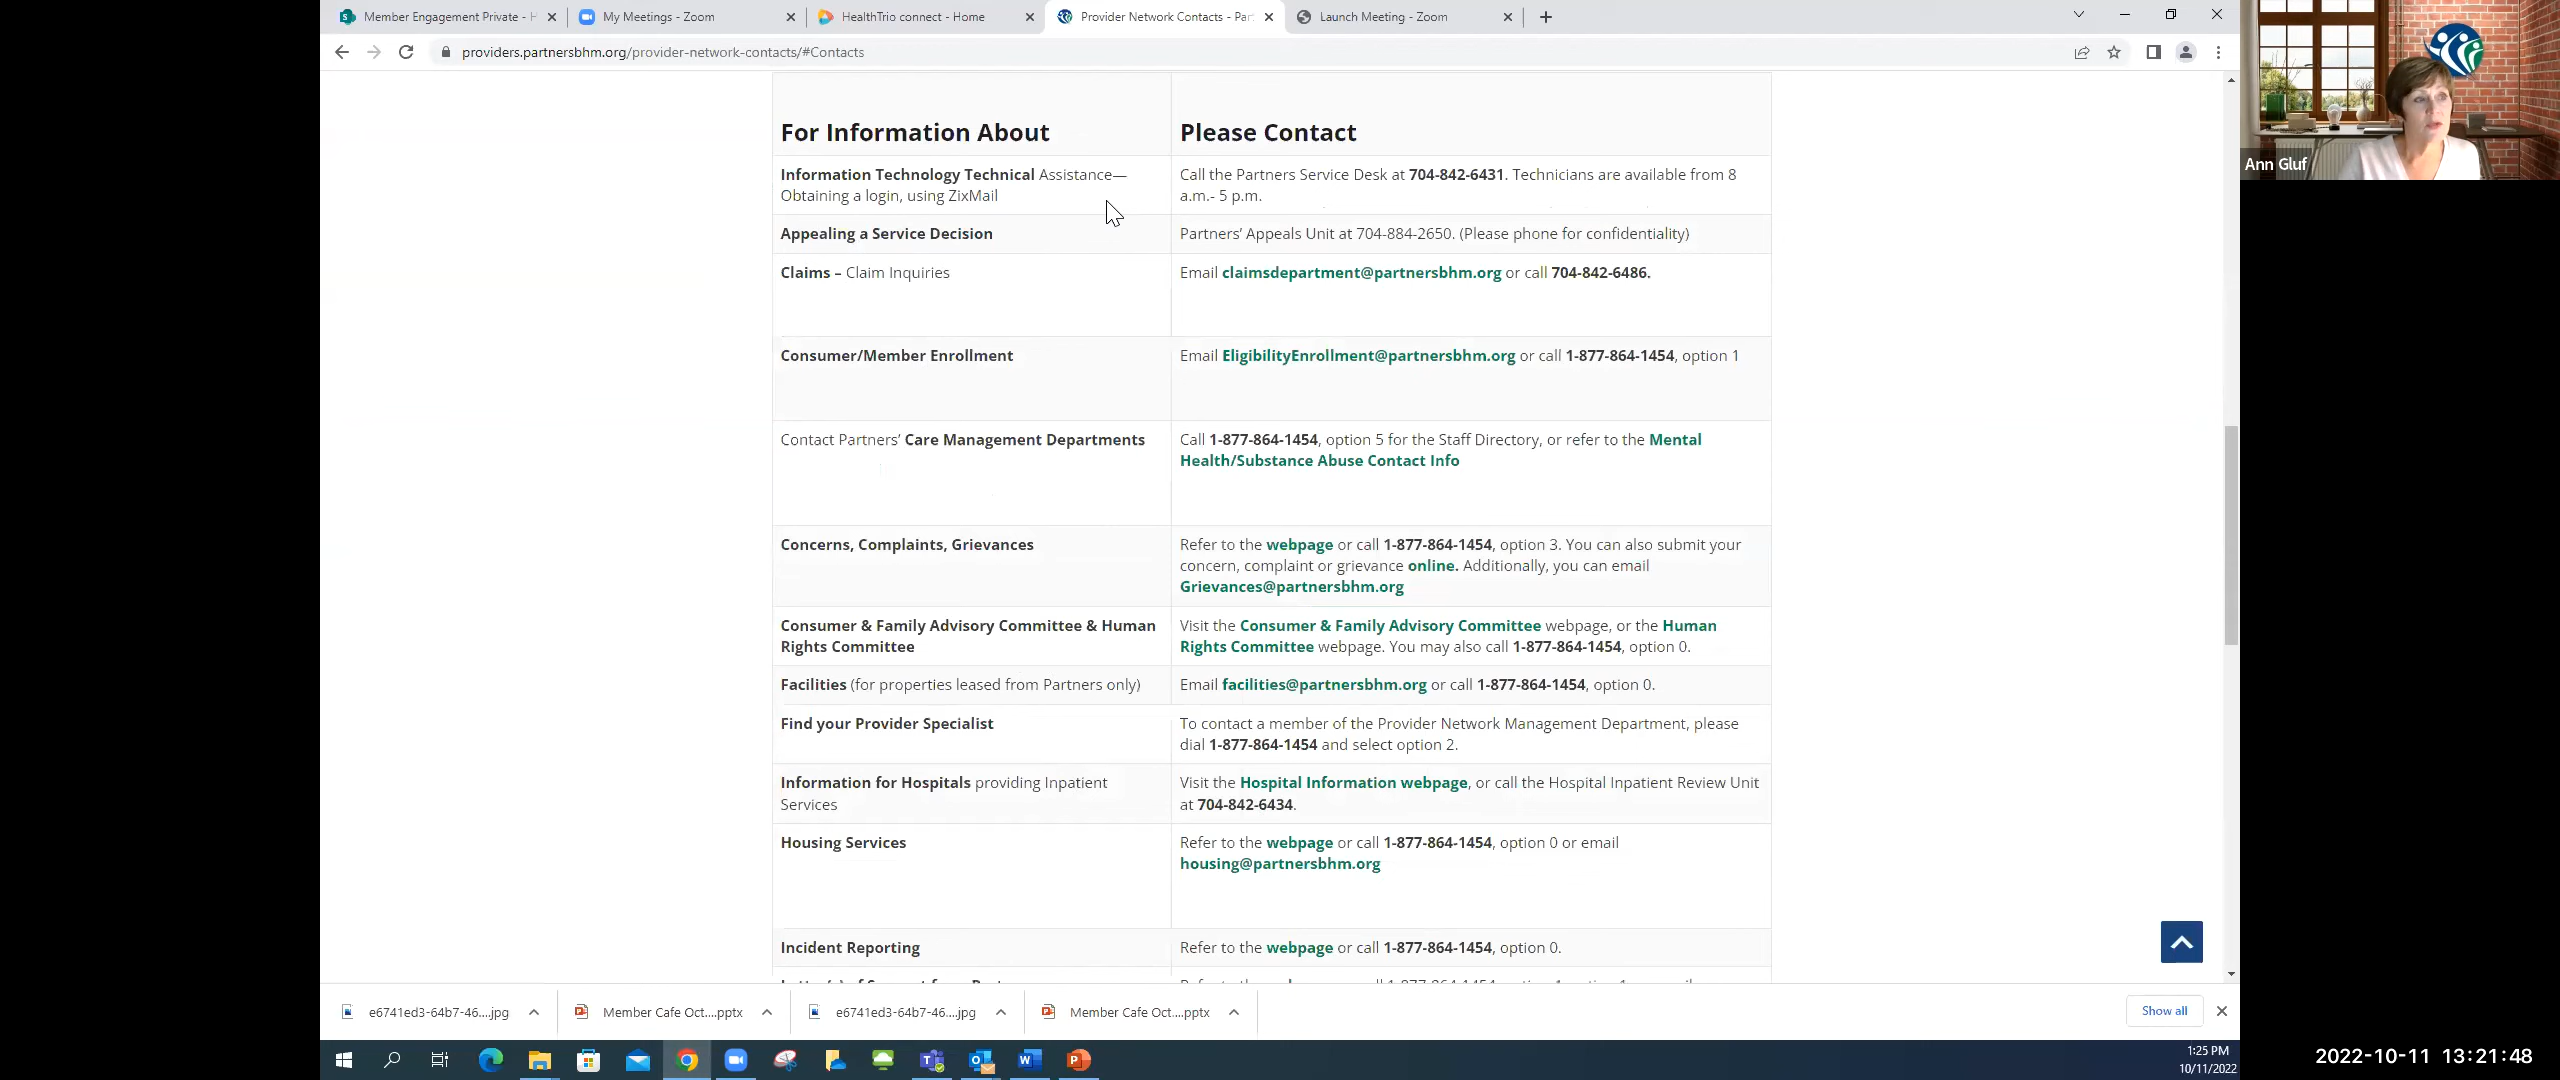 Member Engagement Private - H
My Meetings - Zoom
HealthTrio connect - Home
Provider Network Contacts - Par
Launch Meeting - Zoom
providers.partnersbhm.org/provider-network-contacts/#Contacts
Ann Gluf
For Information About
Please Contact
Information Technology Technical Assistance—
Obtaining a login, using ZixMail
Call the Partners Service Desk at 704-842-6431. Technicians are available from 8
a.m.- 5 p.m.
Appealing a Service Decision
Partners’ Appeals Unit at 704-884-2650. (Please phone for confidentiality)
Claims – Claim Inquiries
Email claimsdepartment@partnersbhm.org or call 704-842-6486.
Consumer/Member Enrollment
Email EligibilityEnrollment@partnersbhm.org or call 1-877-864-1454, option 1
Contact Partners’ Care Management Departments
Call 1-877-864-1454, option 5 for the Staff Directory, or refer to the Mental
Health/Substance Abuse Contact Info
Concerns, Complaints, Grievances
Refer to the webpage or call 1-877-864-1454, option 3. You can also submit your
concern, complaint or grievance online. Additionally, you can email
Grievances@partnersbhm.org
Consumer & Family Advisory Committee & Human
Rights Committee
Visit the Consumer & Family Advisory Committee webpage, or the Human
Rights Committee webpage. You may also call 1-877-864-1454, option 0.
Facilities (for properties leased from Partners only)
Email facilities@partnersbhm.org or call 1-877-864-1454, option 0.
Find your Provider Specialist
To contact a member of the Provider Network Management Department, please
dial 1-877-864-1454 and select option 2.
Information for Hospitals providing Inpatient
Services
Visit the Hospital Information webpage, or call the Hospital Inpatient Review Unit
at 704-842-6434.
Housing Services
Refer to the webpage or call 1-877-864-1454, option 0 or email
housing@partnersbhm.org
Incident Reporting
Refer to the webpage or call 1-877-864-1454, option 0.
e6741ed3-64b7-46....jpg
Member Cafe Oct....pptx
e6741ed3-64b7-46....jpg
Member Cafe Oct....pptx
Show all
1:25 PM
10/11/2022
2022-10-11 13:21:48